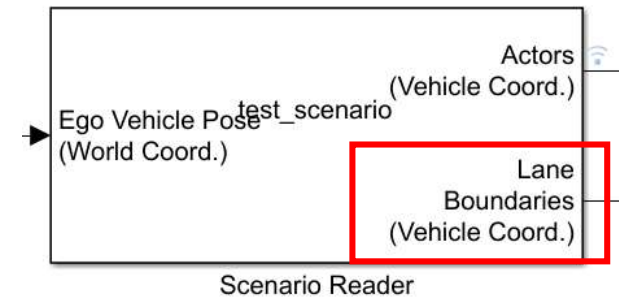 Actors
(Vehicle Coord.)
Ego Vehicle Pose
test_scenario
(World Coord.)
Lane
Boundaries
(Vehicle Coord.)
Scenario Reader